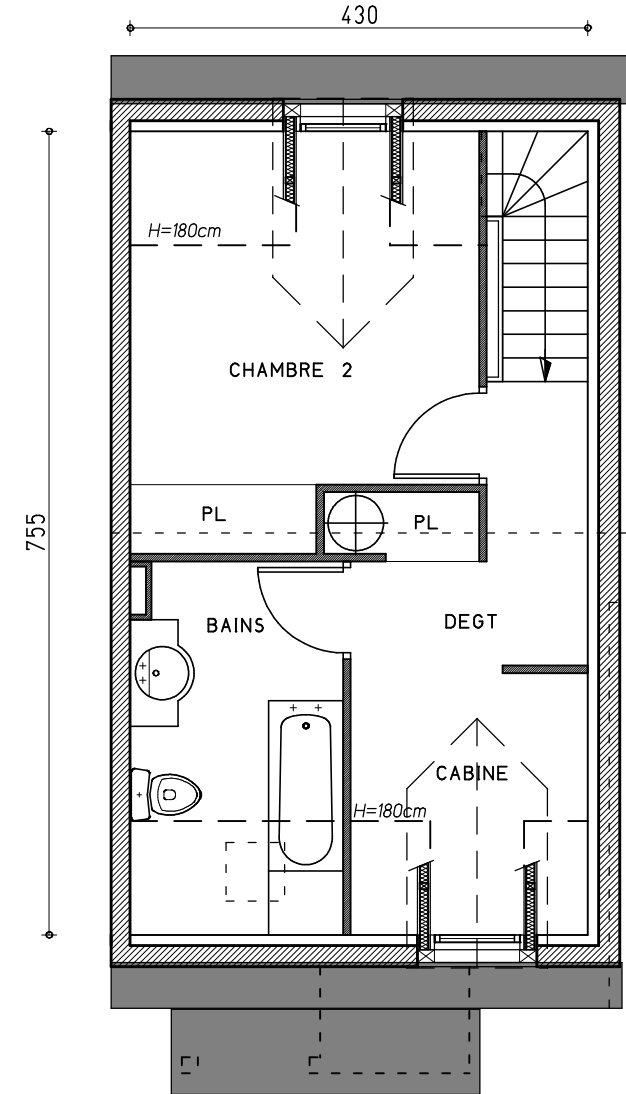 430
H=180cm
CHAMBRE 2
PL
PL
755
BAINS
DEGT
CABINE
H=180cm